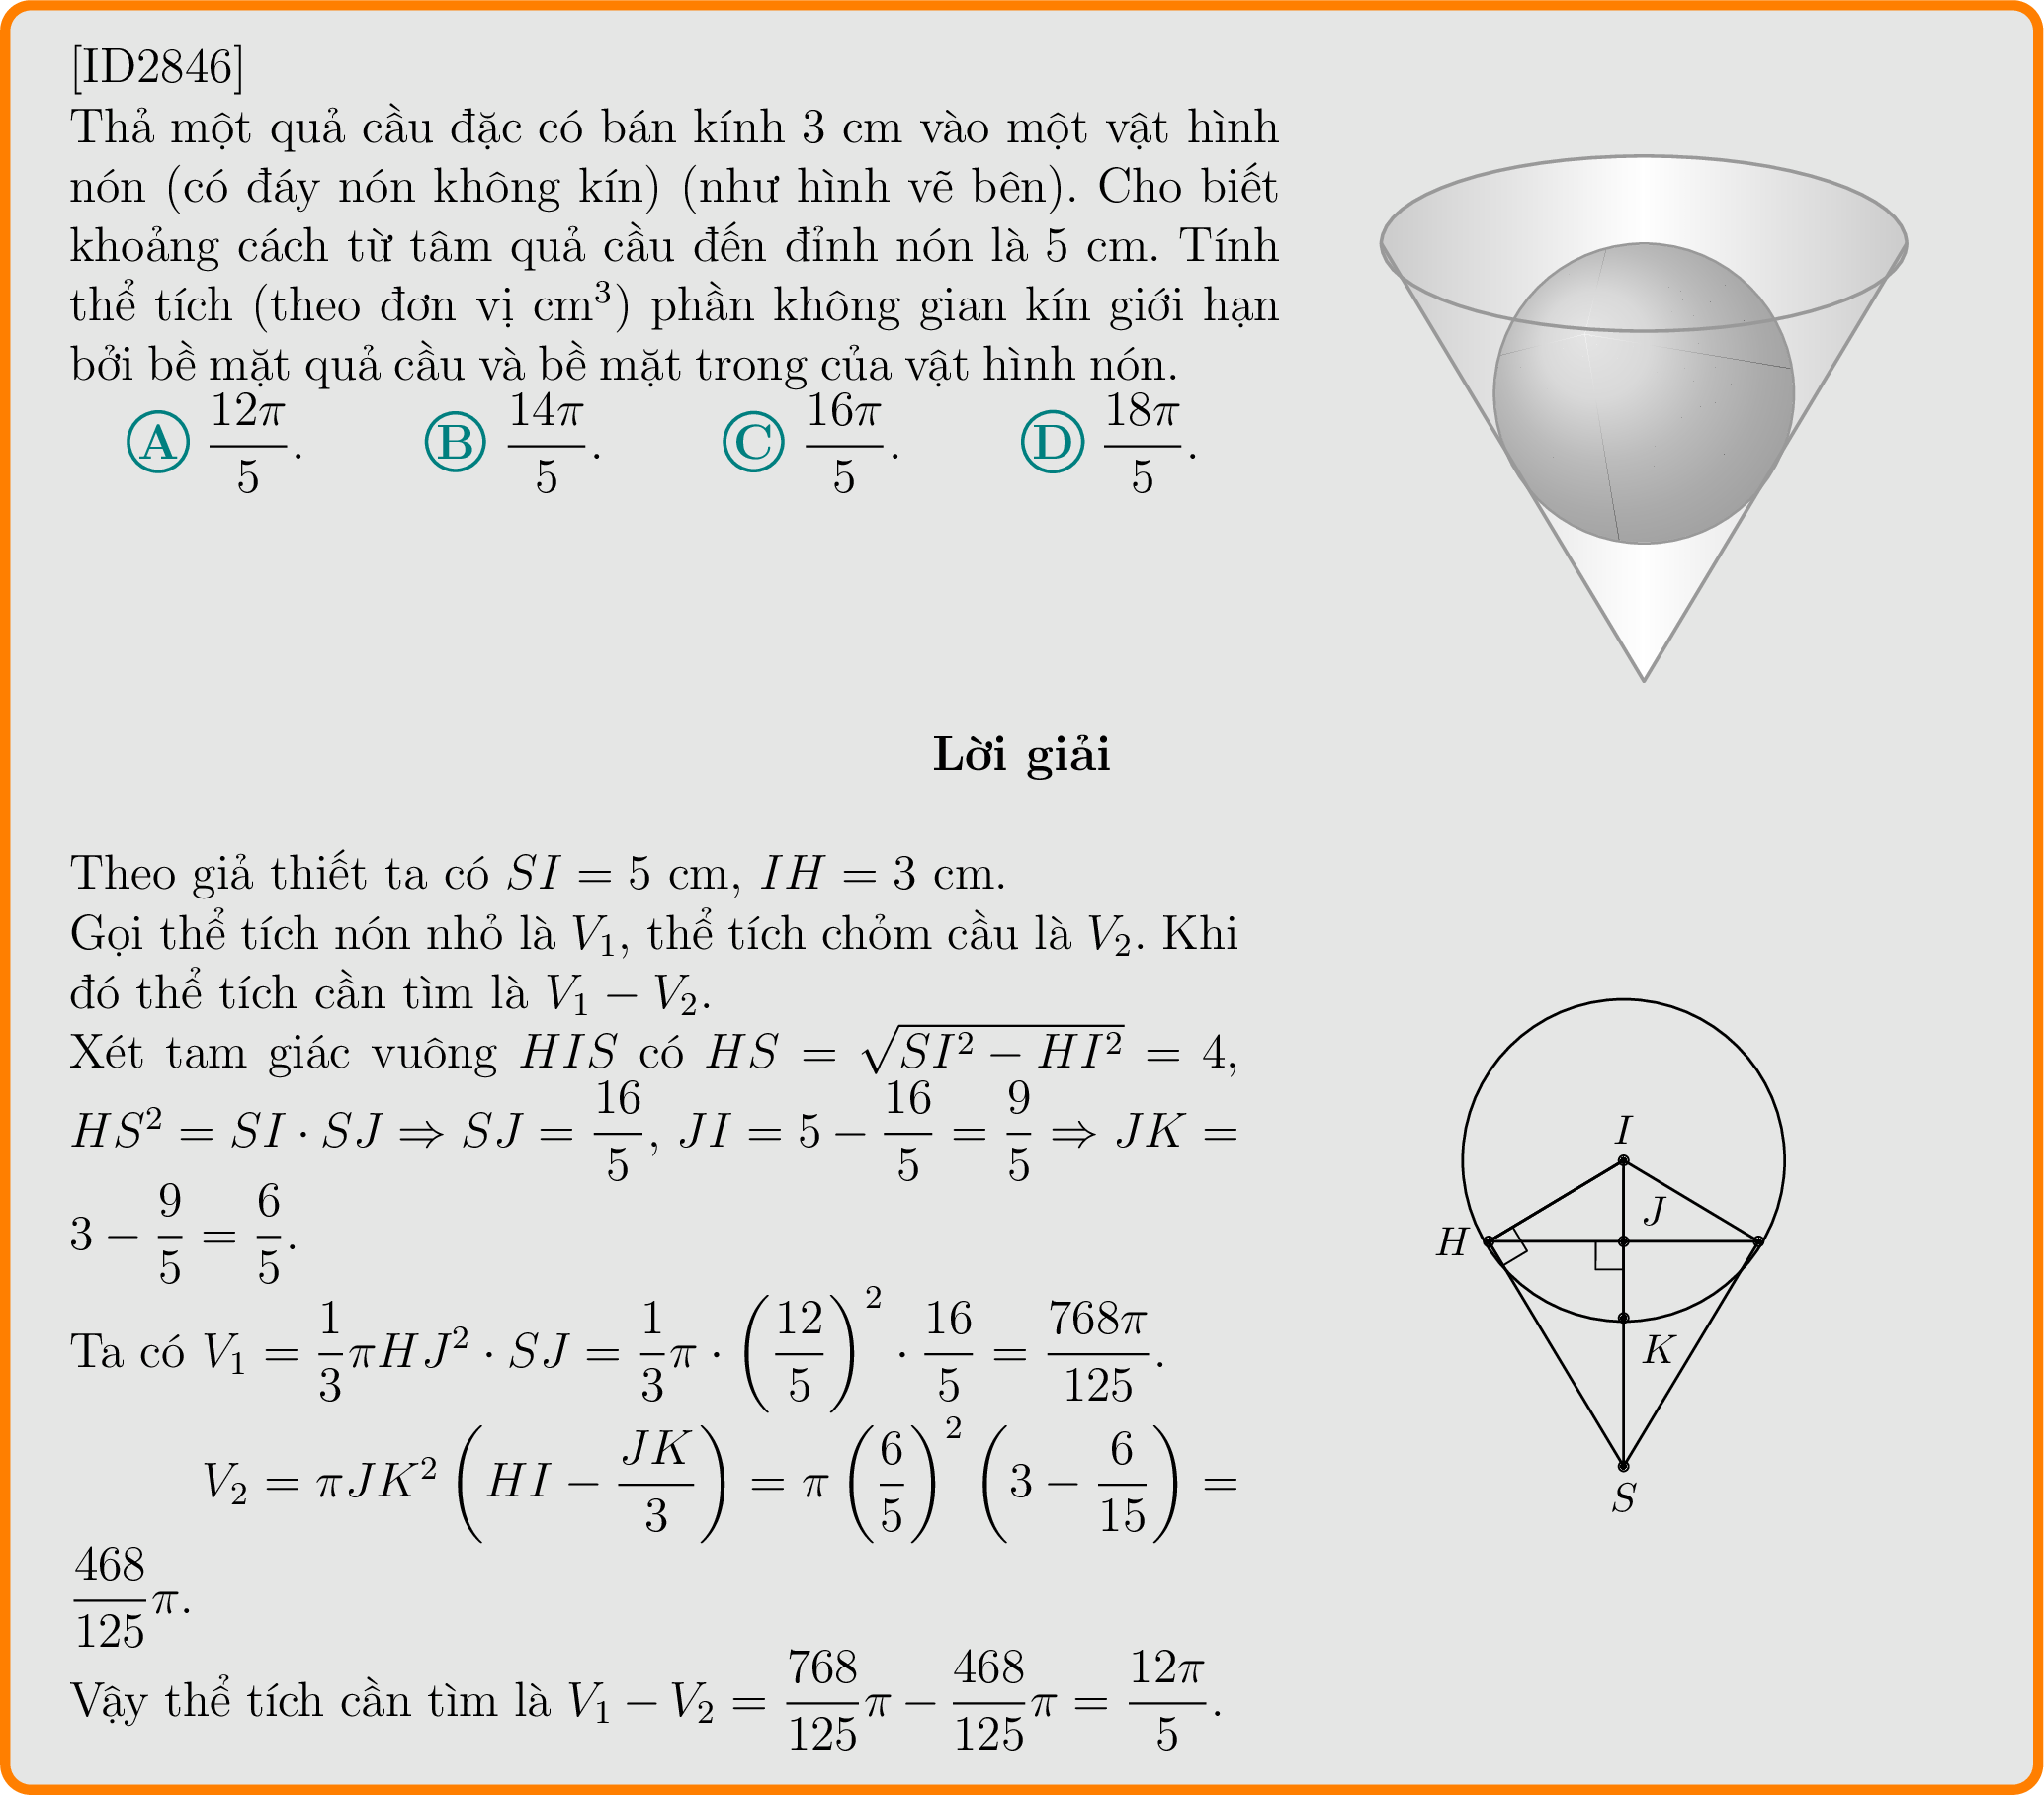 [ID2846]
Thả một quả cầu đặc có bán kính 3 cm vào một vật hình
nón (có đáy nón không kín) (như hình vẽ bên). Cho biết
khoảng cách từ tâm quả cầu đến đỉnh nón là 5 cm. Tính
thể tích (theo đơn vị cm³) phần không gian kín giới hạn
bởi bề mặt quả cầu và bề mặt trong của vật hình nón.
A $\frac{12\pi}{5}$. B $\frac{14\pi}{5}$. C $\frac{16\pi}{5}$. D $\frac{18\pi}{5}$.
Lời giải
Theo giả thiết ta có $SI = 5$ cm, $IH = 3$ cm.
Gọi thể tích nón nhỏ là $V_1$, thể tích chỏm cầu là $V_2$. Khi
đó thể tích cần tìm là $V_1 - V_2$.
Xét tam giác vuông $HIS$ có $HS = \sqrt{SI^2 - HI^2} = 4$,
$HS^2 = SI \cdot SJ \Rightarrow SJ = \frac{16}{5}$, $JI = 5 - \frac{16}{5} = \frac{9}{5} \Rightarrow JK =$
$3 - \frac{9}{5} = \frac{6}{5}$.
Ta có $V_1 = \frac{1}{3}\pi HJ^2 \cdot SJ = \frac{1}{3}\pi \cdot \left(\frac{12}{5}\right)^2 \cdot \frac{16}{5} = \frac{768\pi}{125}$.
$V_2 = \pi JK^2 \left(HI - \frac{JK}{3}\right) = \pi \left(\frac{6}{5}\right)^2 \left(3 - \frac{6}{15}\right) =$
$\frac{468}{125}\pi$.
Vậy thể tích cần tìm là $V_1 - V_2 = \frac{768}{125}\pi - \frac{468}{125}\pi = \frac{12\pi}{5}$.
I
J
H
K
S